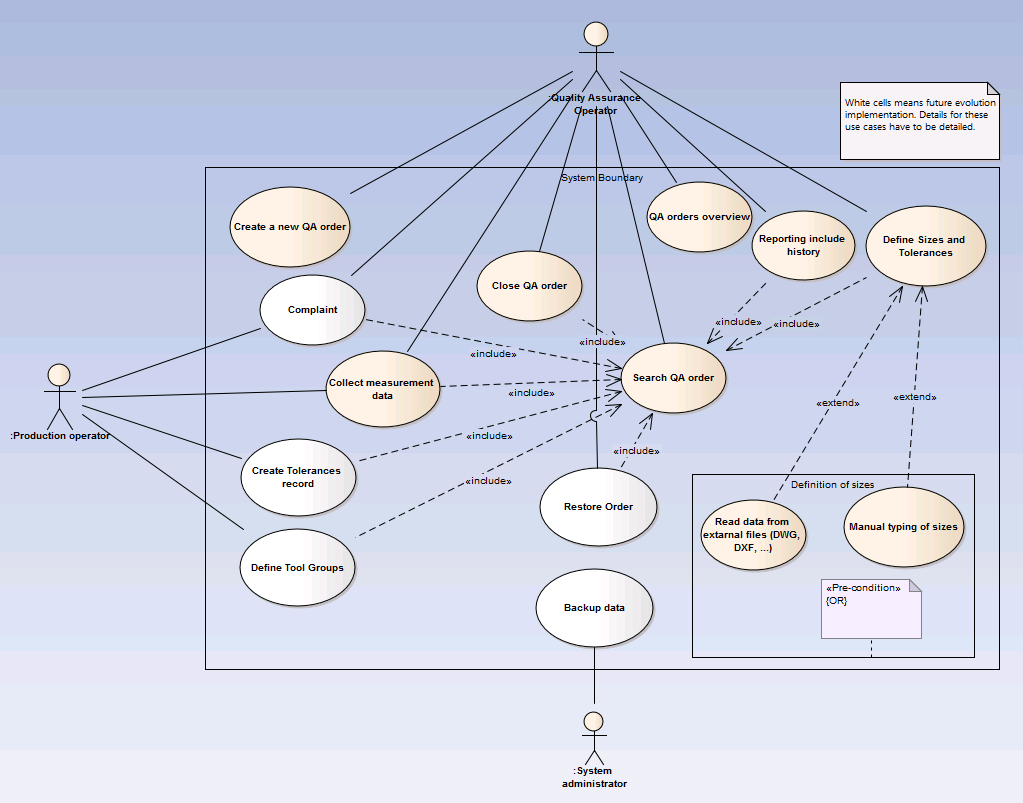 :Quality Assurance
Operator
White cells means future evolution
implementation. Details for these
use cases have to be detailed.
System Boundary
Create a new QA order
QA orders overview
Reporting include
history
Define Sizes and
Tolerances
Close QA order
Complaint
«include»
«include»
«include»
«include»
Search QA order
Collect measurement
data
«include»
«extend»
«extend»
:Production operator
«include»
«include»
Create Tolerances
record
«include»
Definition of sizes
Restore Order
Read data from
extarnal files (DWG,
DXF, ...)
Manual typing of sizes
Define Tool Groups
«Pre-condition»
{OR}
Backup data
:System
administrator